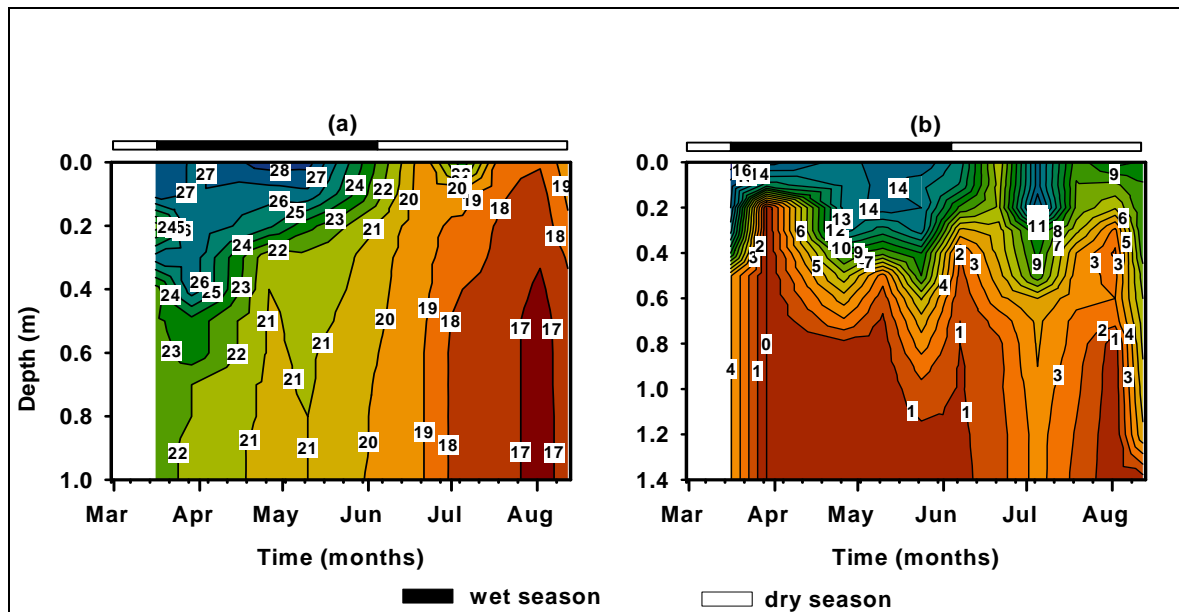 (a) (b)
0.0 27 28 27 24 22 20 19 0.0 16 14 9
27 26 20 20 19 14
0.2 24 25 23 21 18 0.2 13 14 11 8 6
24 22 18 3 2 10 9 6 7 5
0.4 24 26 25 23 0.4 5 4 9 2 3 3 3
Depth (m)
0.6 23 22 21 21 20 19 18 17 17 0.6
0.8 21 0.8 0 1 2 1 4
22 21 21 20 19 18 17 17 1.0 4 1 1 1 3 3
1.0 1.2
1.4
Mar Apr May Jun Jul Aug Mar Apr May Jun Jul Aug
Time (months) Time (months)
wet season dry season